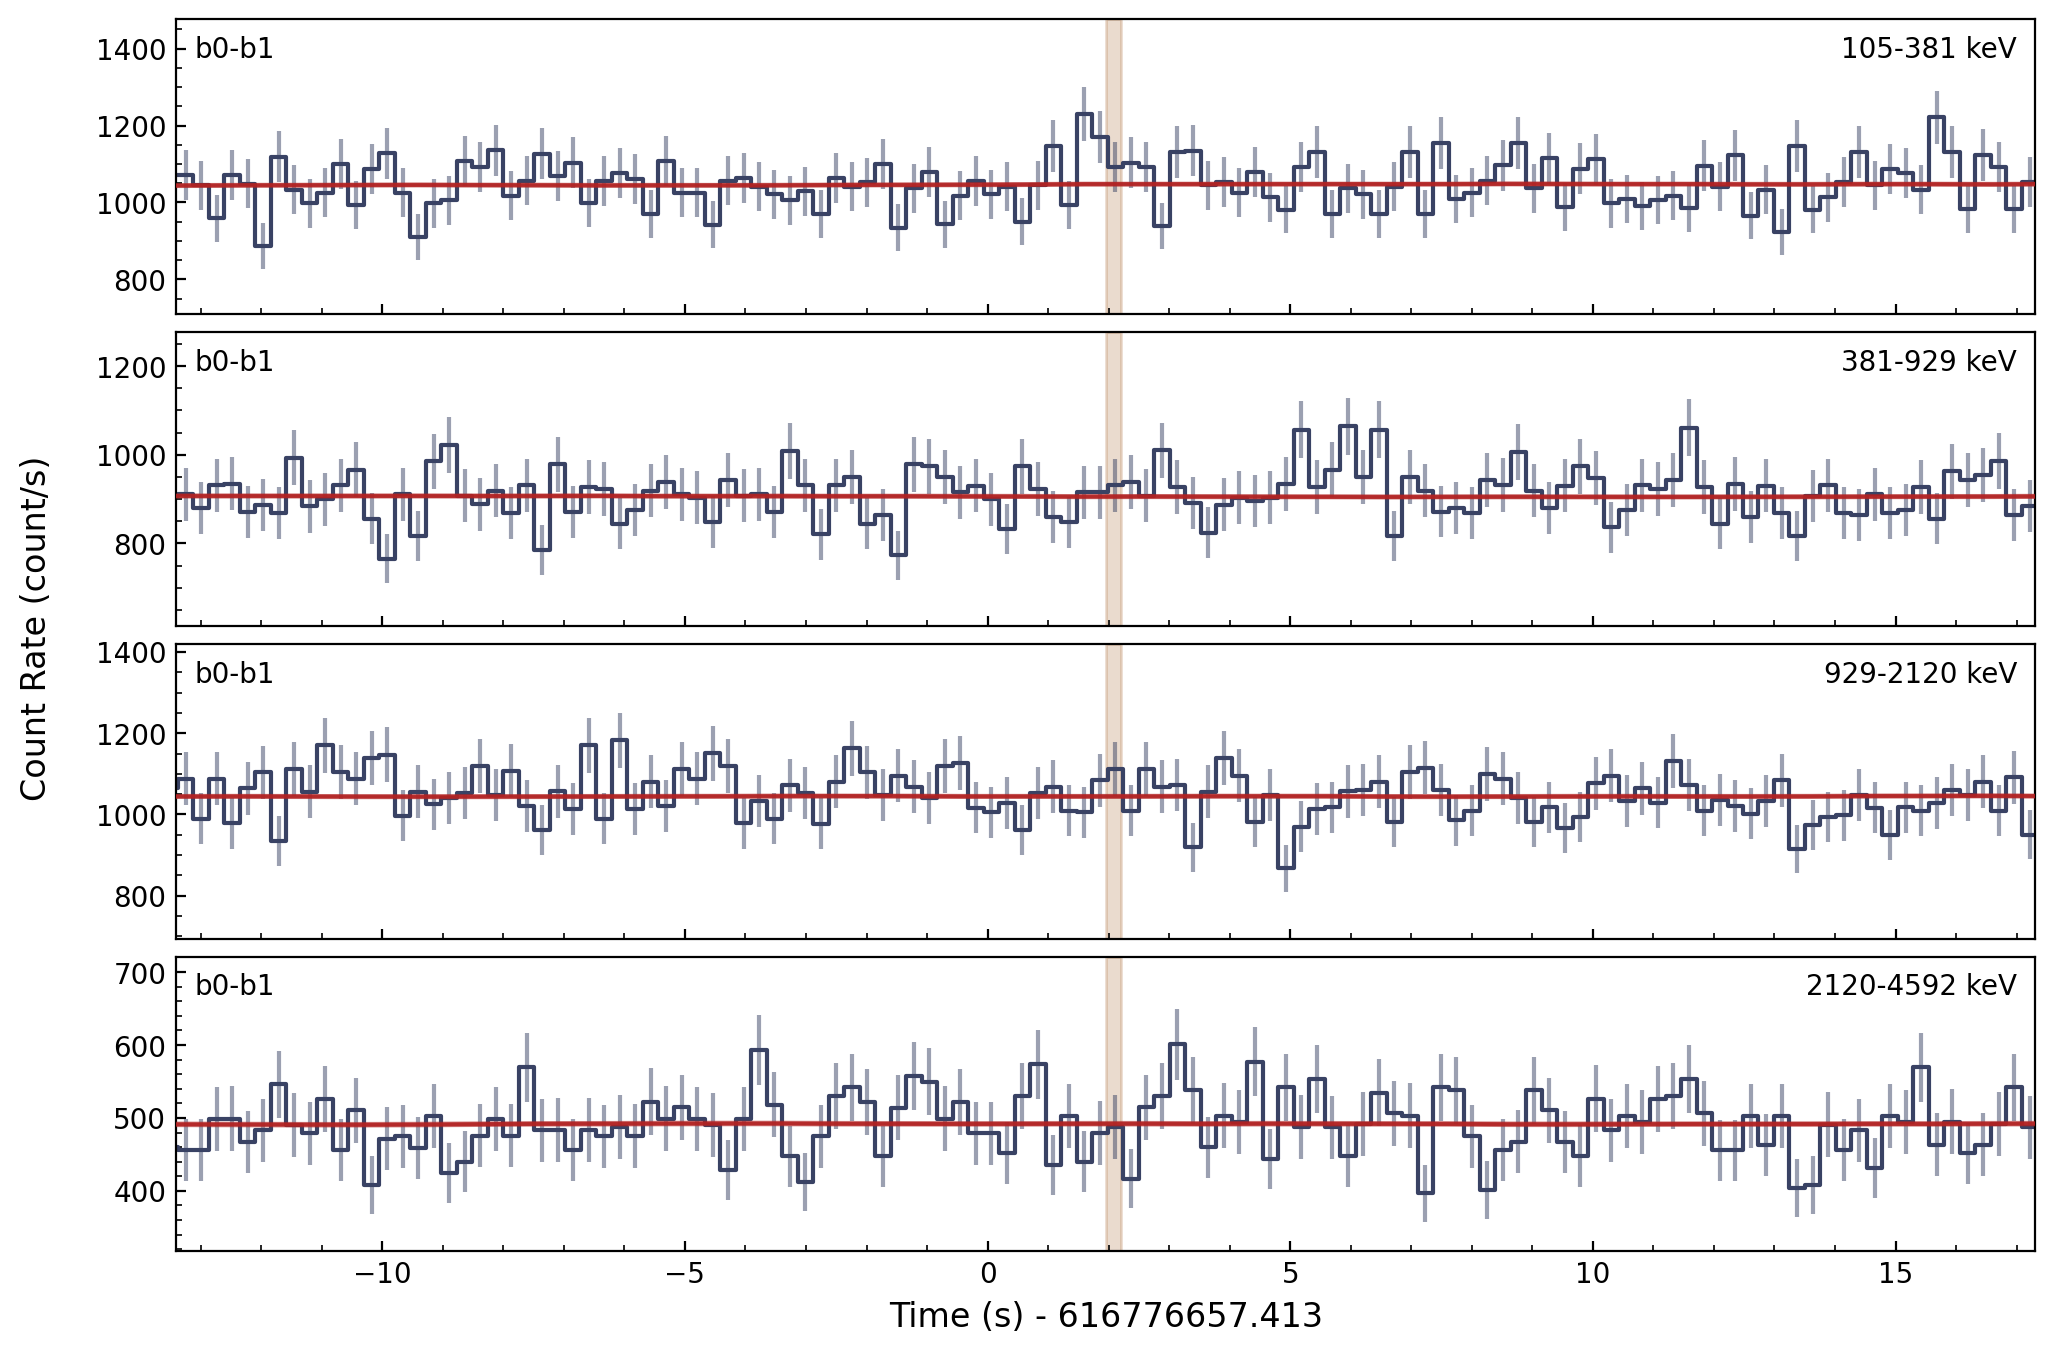 b0-b1
105-381 keV
1400
1200
1000
800
b0-b1
381-929 keV
1200
1000
800
b0-b1
929-2120 keV
1400
1200
1000
800
b0-b1
2120-4592 keV
700
600
500
400
−10
−5
0
5
10
15
Count Rate (count/s)
Time (s) - 616776657.413